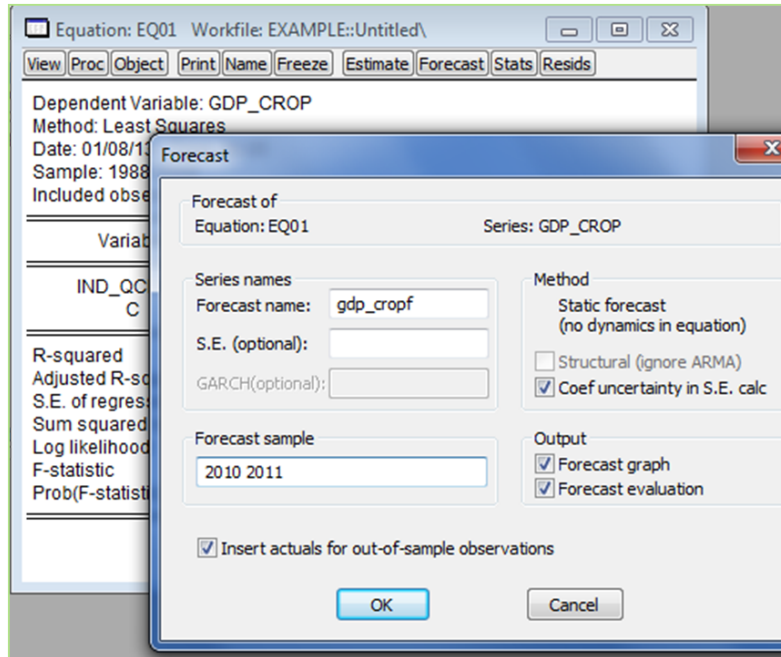 Equation: EQ01 Workfile: EXAMPLE::Untitled\
View Proc Object Print Name Freeze Estimate Forecast Stats Resids
Dependent Variable: GDP_CROP
Method: Least Squares
Date: 01/08/13
Sample: 1988
Included obse
Variab
IND_QC
C
R-squared
Adjusted R-sq
S.E. of regress
Sum squared
Log likelihood
F-statistic
Prob(F-statisti
Forecast
Forecast of
Equation: EQ01 Series: GDP_CROP
Series names
Forecast name: gdp_cropf
S.E. (optional):
GARCH(optional):
Method
Static forecast
(no dynamics in equation)
Structural (ignore ARMA)
Coef uncertainty in S.E. calc
Forecast sample
2010 2011
Output
Forecast graph
Forecast evaluation
Insert actuals for out-of-sample observations
OK Cancel